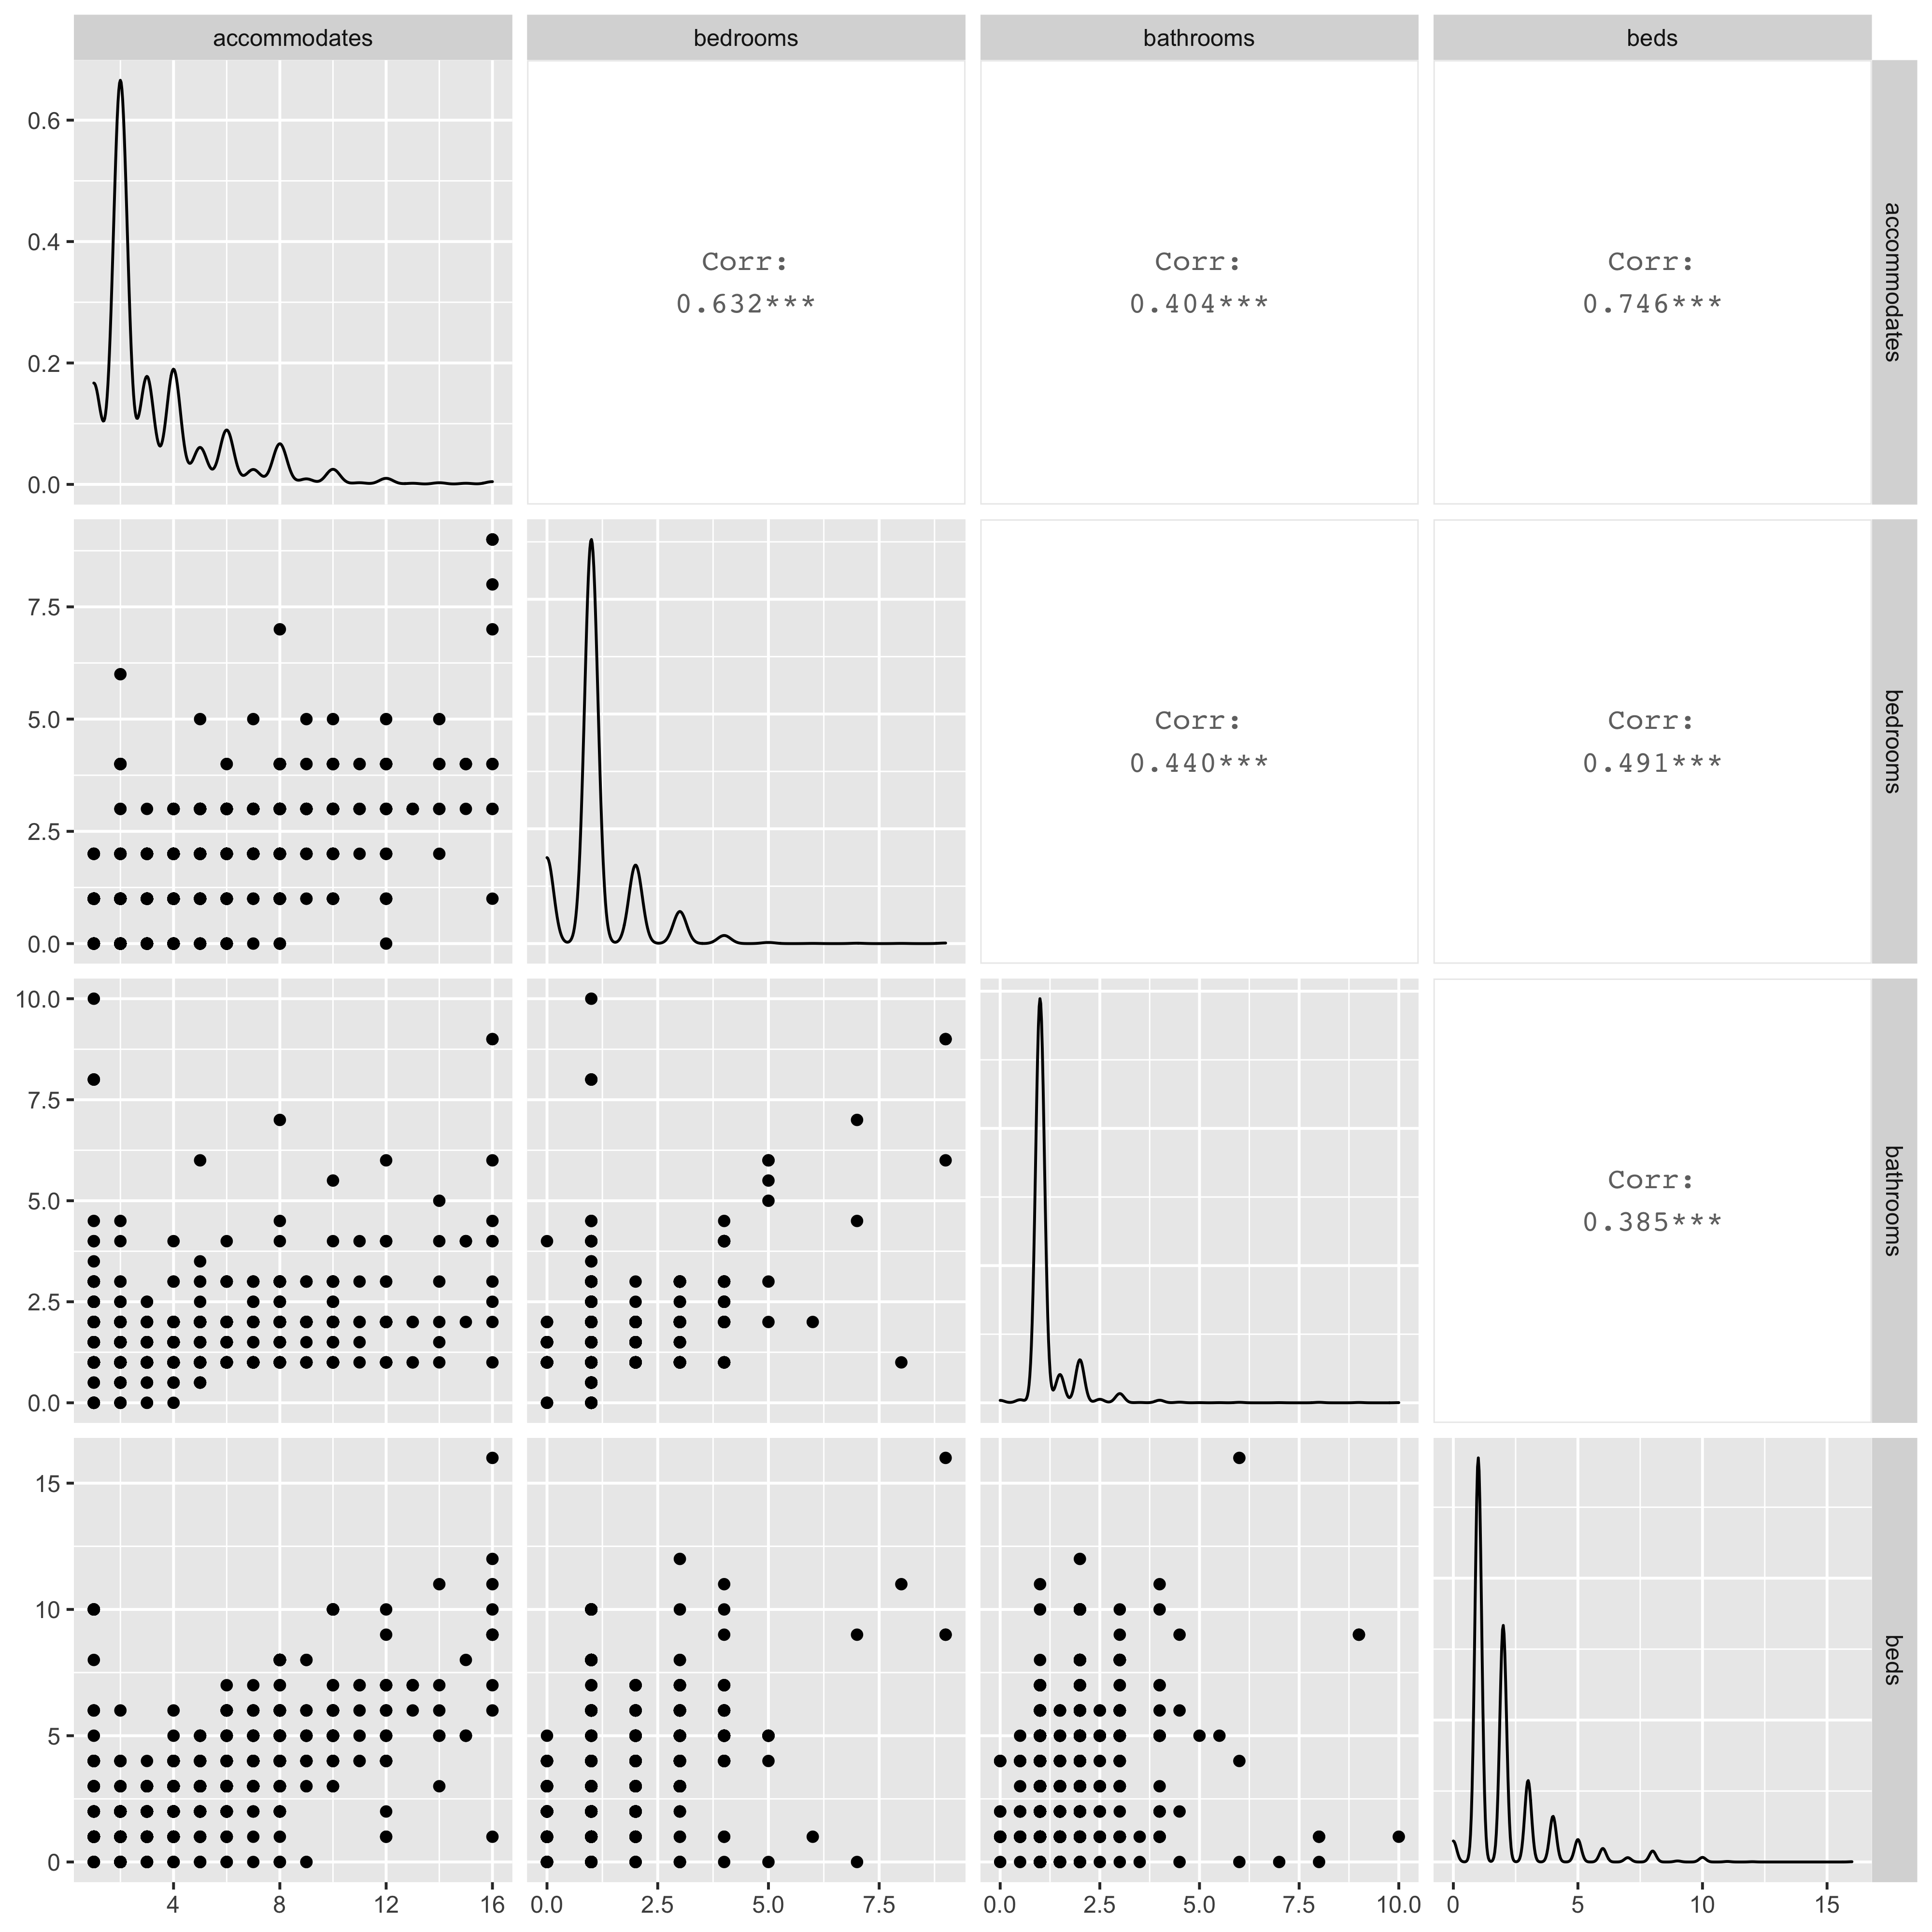 accommodates bedrooms bathrooms beds
0.6
0.4
0.2
0.0
Corr:
0.632***
Corr:
0.404***
Corr:
0.746***
accommodates
7.5
5.0
2.5
0.0
Corr:
0.440***
Corr:
0.491***
bedrooms
10.0
7.5
5.0
2.5
0.0
Corr:
0.385***
bathrooms
15
10
5
0
beds
4 8 12 16 0.0 2.5 5.0 7.5 0.0 2.5 5.0 7.5 10.0 0 5 10 15